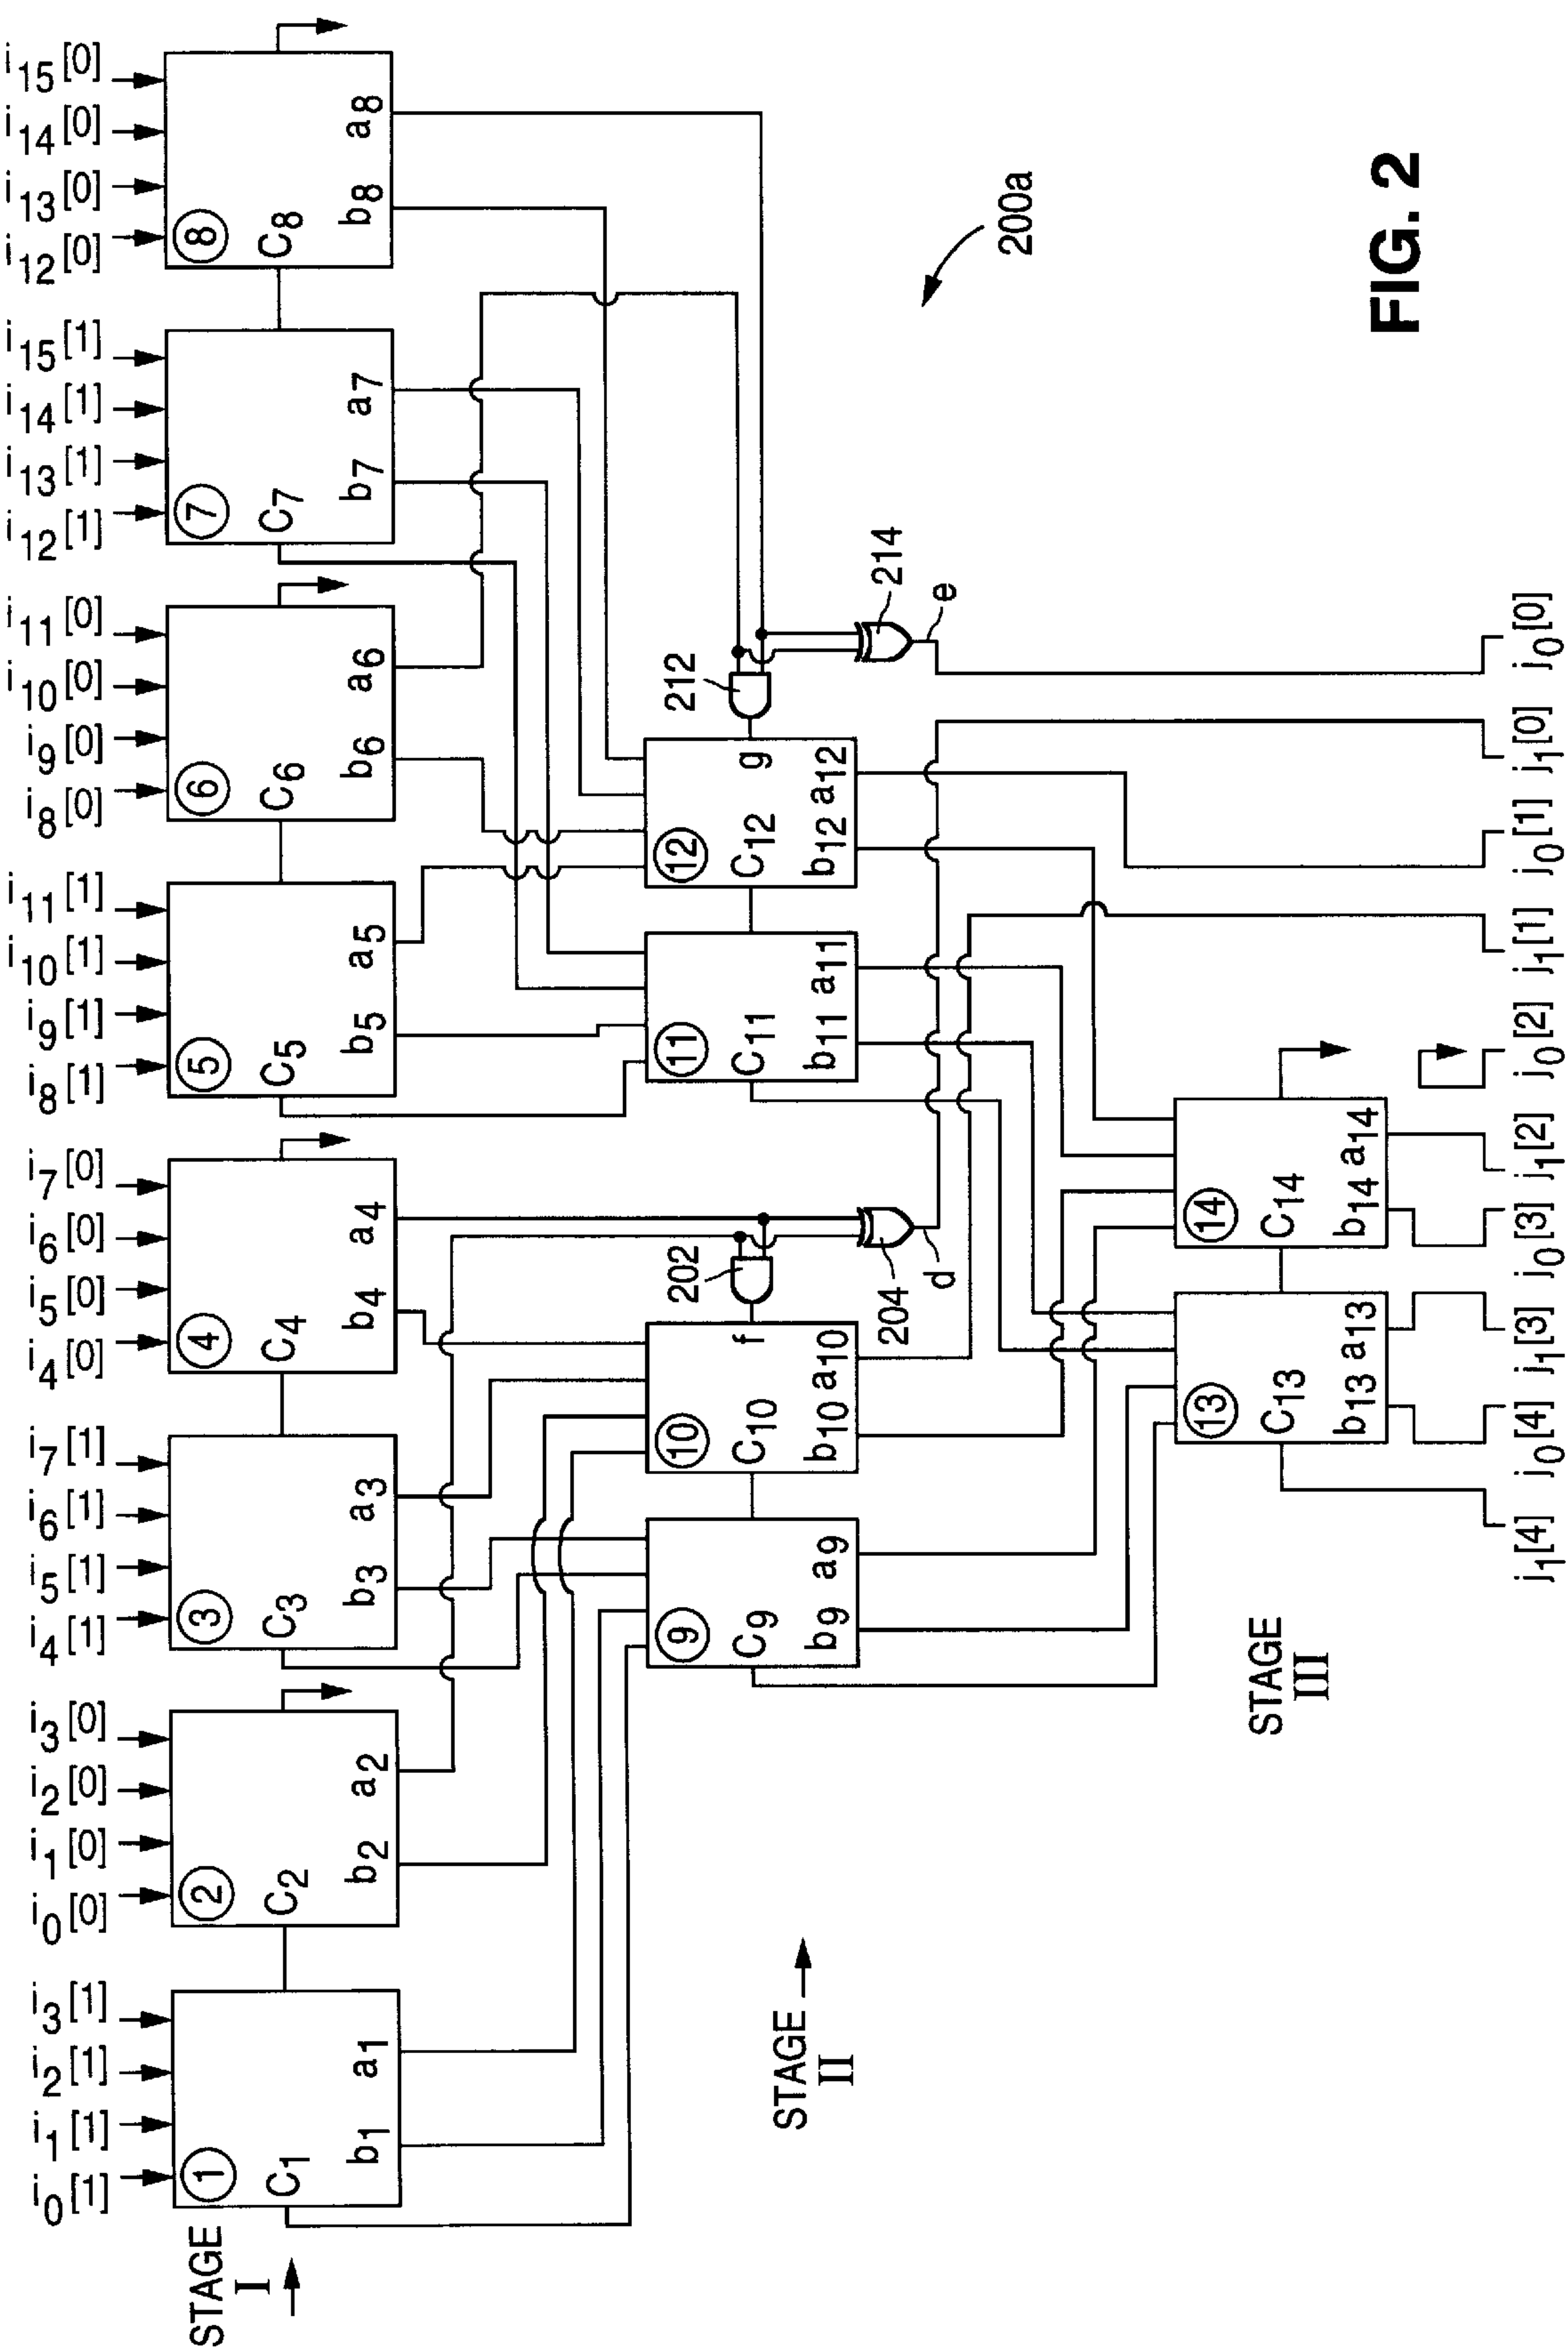 i0[1] i1[1] i2[1] i3[1] i0[0] i1[0] i2[0] i3[0] i4[1] i5[1] i6[1] i7[1] i4[0] i5[0] i6[0] i7[0] i8[1] i9[1] i10[1] i11[1] i8[0] i9[0] i10[0] i11[0] i12[1] i13[1] i14[1] i15[1] i12[0] i13[0] i14[0] i15[0]
STAGE
I
1 2 3 4 5 6 7 8
C1 C2 C3 C4 C5 C6 C7 C8
b1 a1 b2 a2 b3 a3 b4 a4 b5 a5 b6 a6 b7 a7 b8 a8
202 212
9 10 f 11 12 g
C9 C10 C11 C12
b9 a9 b10 a10 b11 a11 b12 a12
STAGE
II
204 214
d e
200a
13 14
C13 C14
b13 a13 b14 a14
STAGE
III
FIG. 2
j1[4] j0[4] j1[3] j0[3] j1[2] j0[2] j1[1] j0[1] j1[0] j0[0]